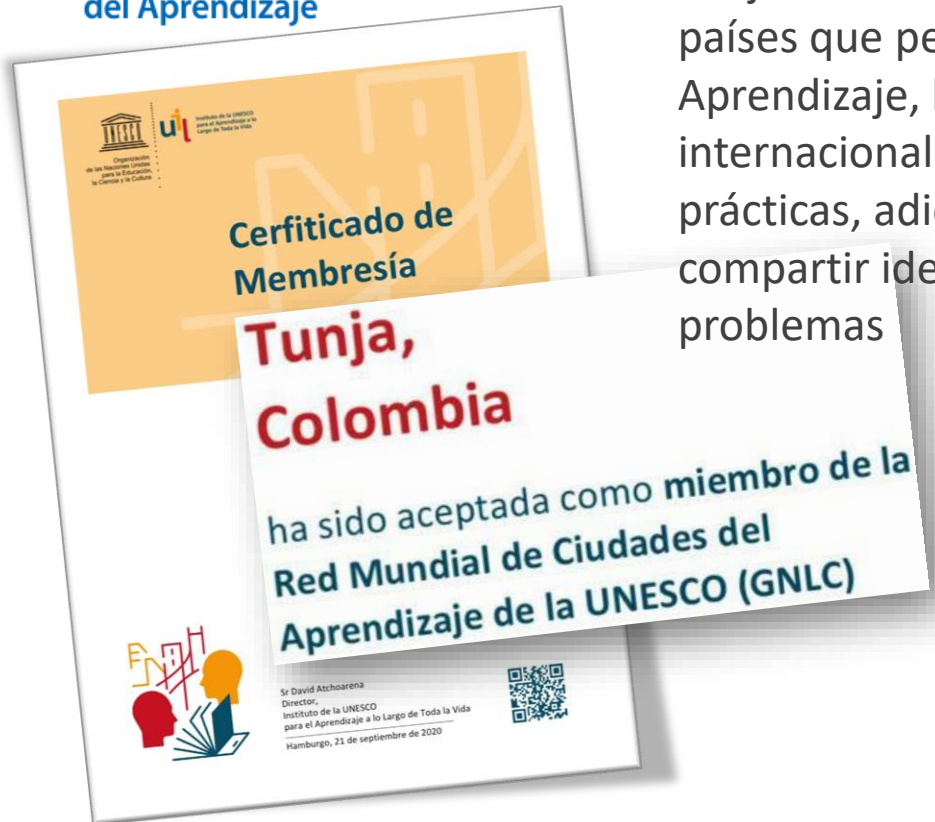 del Aprendizaje
países que
Aprendizaje,
internacional
prácticas,
compartir
problemas
UNESCO
Organización
de las Naciones Unidas
para la Educación,
la Ciencia y la Cultura
uil
Instituto de la UNESCO
para el Aprendizaje a lo
Largo de Toda la Vida
Cerfiticado de
Membresía
Tunja,
Colombia
ha sido aceptada como miembro de la
Red Mundial de Ciudades del
Aprendizaje de la UNESCO (GNLC)
Sr David Atchoarena
Director,
Instituto de la UNESCO
para el Aprendizaje a lo Largo de Toda la Vida
Hamburgo, 21 de septiembre de 2020